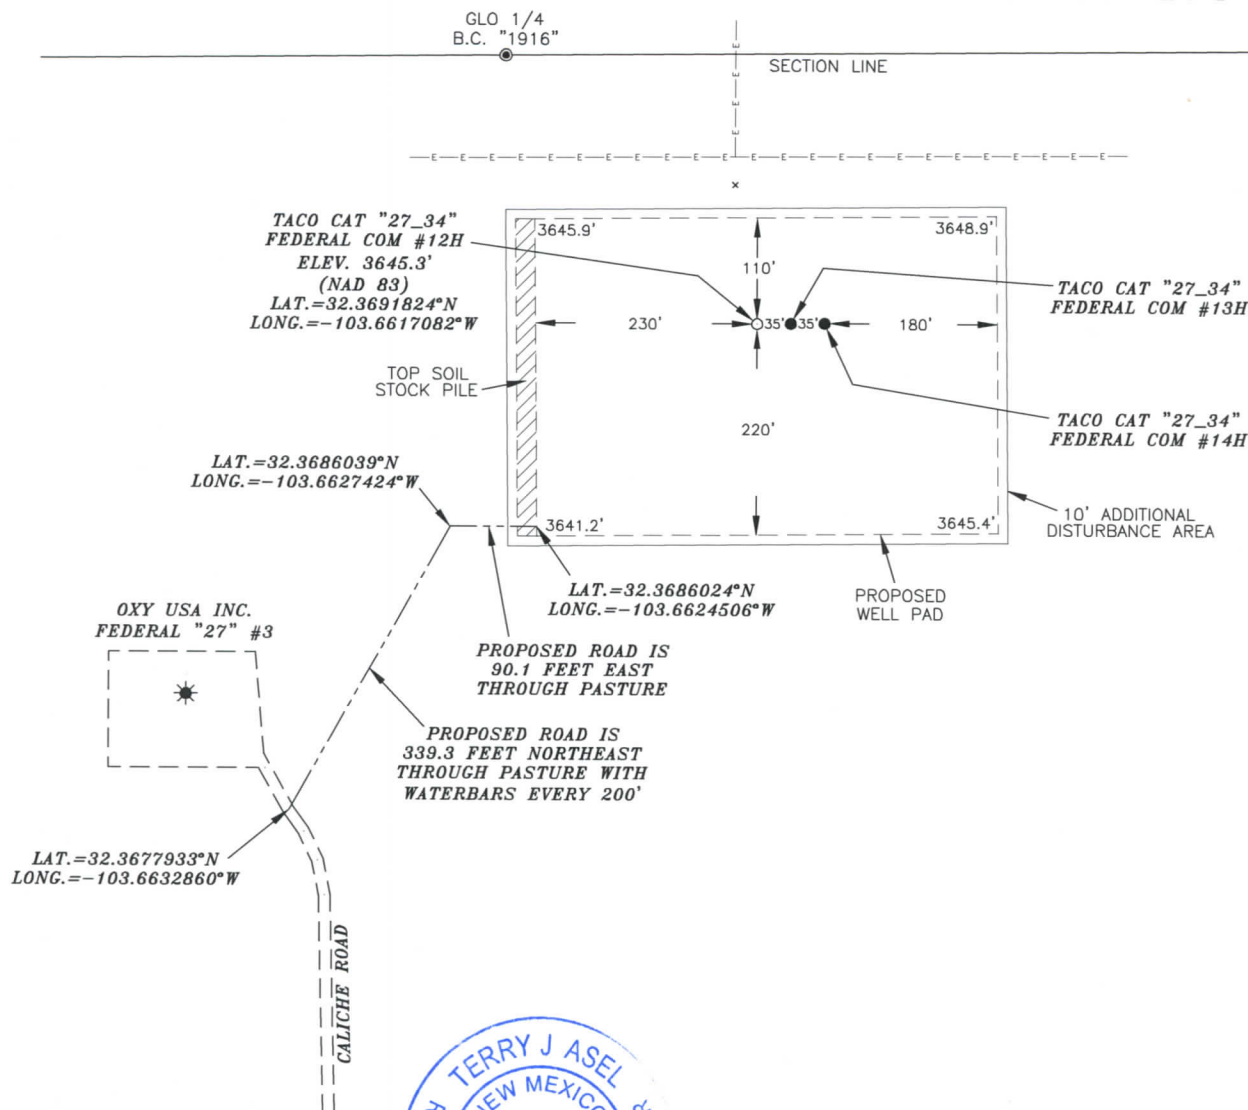 GLO 1/4
B.C. "1916"
SECTION LINE
TACO CAT "27_34"
FEDERAL COM #12H
ELEV. 3645.3'
(NAD 83)
LAT.=32.3691824°N
LONG.=-103.6617082°W
3645.9'
3648.9'
110'
230'
35'
35'
180'
TACO CAT "27_34"
FEDERAL COM #13H
TOP SOIL
STOCK PILE
220'
TACO CAT "27_34"
FEDERAL COM #14H
LAT.=32.3686039°N
LONG.=-103.6627424°W
3641.2'
3645.4'
10' ADDITIONAL
DISTURBANCE AREA
LAT.=32.3686024°N
LONG.=-103.6624506°W
PROPOSED
WELL PAD
OXY USA INC.
FEDERAL "27" #3
PROPOSED ROAD IS
90.1 FEET EAST
THROUGH PASTURE
PROPOSED ROAD IS
339.3 FEET NORTHEAST
THROUGH PASTURE WITH
WATERBARS EVERY 200'
LAT.=32.3677933°N
LONG.=-103.6632860°W
CALICHE ROAD
TERRY J ASEL
NEW MEXICO